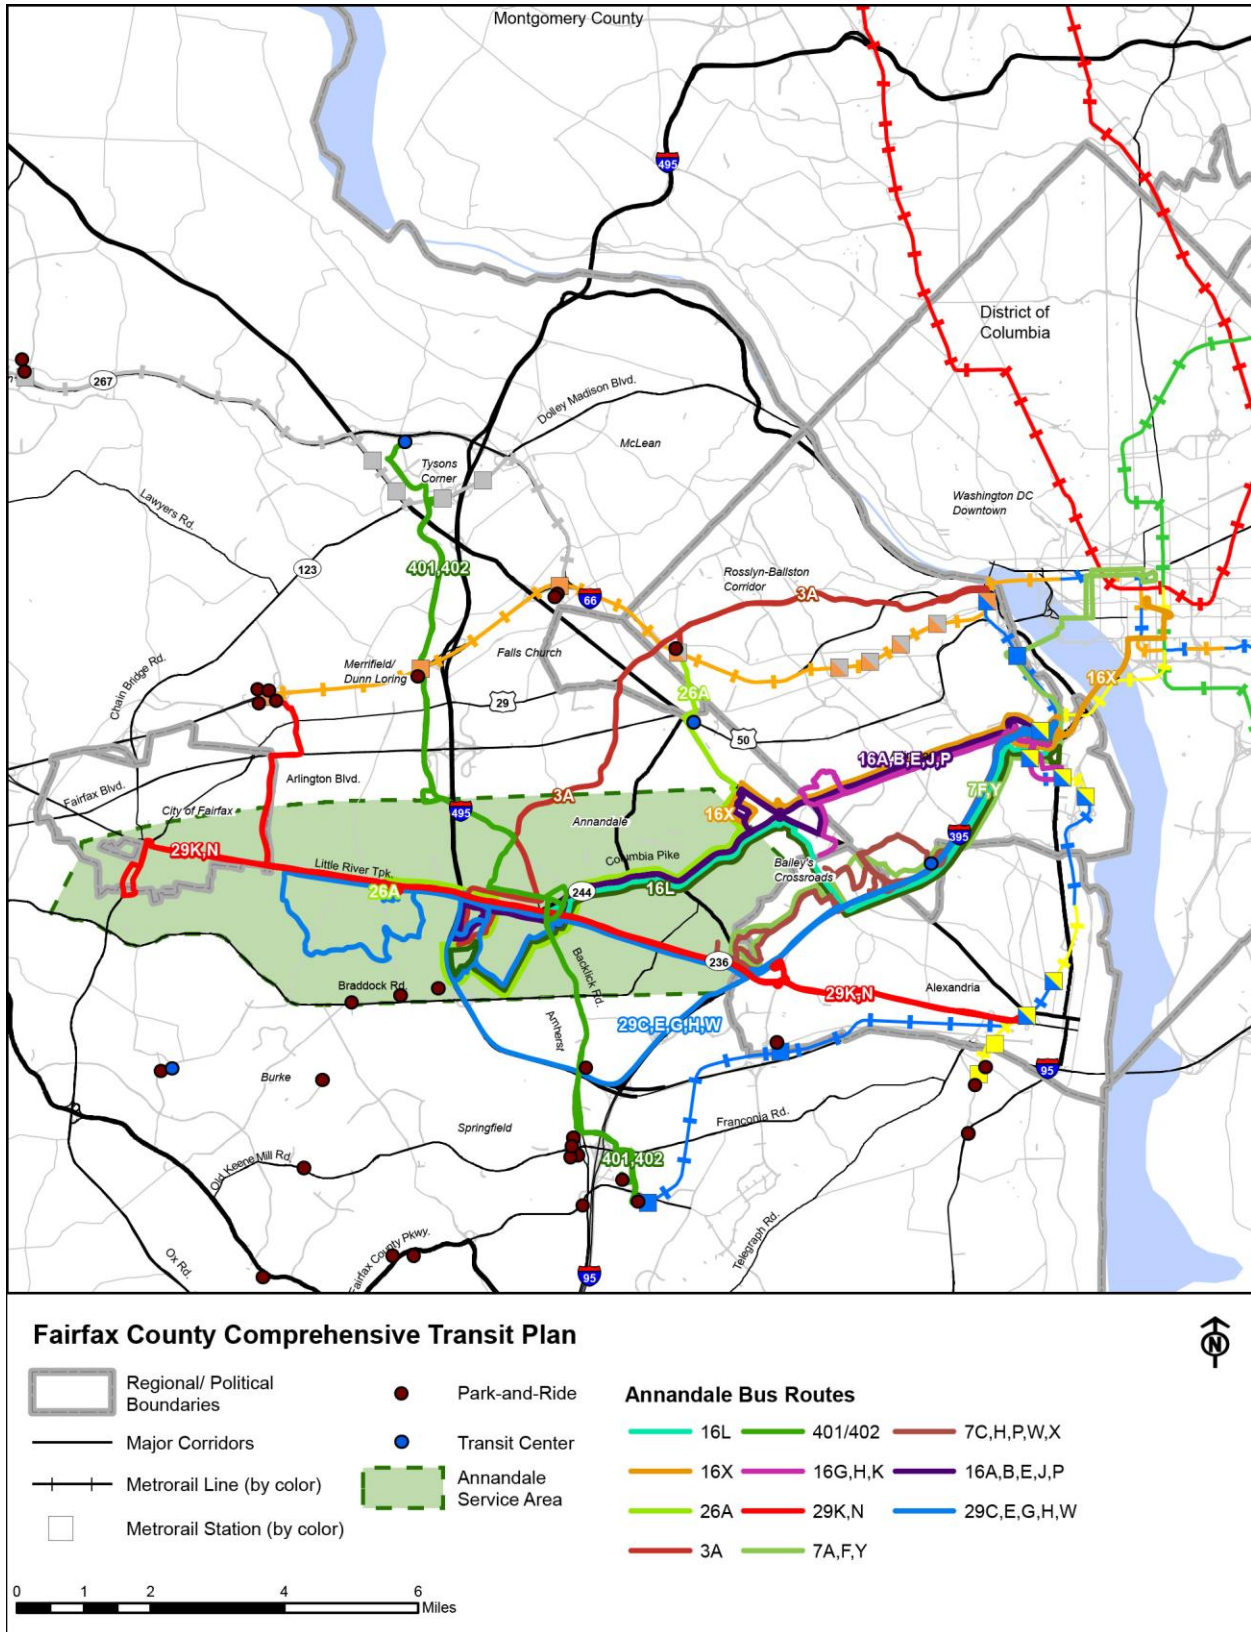 Montgomery County
495
District of
Columbia
267
Dolley Madison Blvd.
McLean
Tysons
Corner
Lawyers Rd.
Washington DC
Downtown
123
401,402
Rosslyn-Ballston
Corridor
3A
66
Chain Bridge Rd.
Merrifield/
Dunn Loring
Falls Church
26A
29
16X
50
Fairfax Blvd.
Arlington Blvd.
16A,B,E,J,P
7F,Y
City of Fairfax
495
3A
16X
Annandale
395
29K,N
Little River Tpk.
Columbia Pike
Bailey's
Crossroads
26A
244
16L
236
Braddock Rd.
Backlick Rd.
29K,N
Alexandria
Amherst
29C,E,G,H,W
95
Burke
Springfield
Franconia Rd.
Old Keene Mill Rd.
401,402
Telegraph Rd.
Ox Rd.
Fairfax County Pkwy.
95
Fairfax County Comprehensive Transit Plan
N
Regional/ Political
Boundaries
Park-and-Ride
Annandale Bus Routes
Major Corridors
Transit Center
16L
401/402
7C,H,P,W,X
Metrorail Line (by color)
Annandale
Service Area
16X
16G,H,K
16A,B,E,J,P
Metrorail Station (by color)
26A
29K,N
29C,E,G,H,W
3A
7A,F,Y
0 1 2 4 6
Miles